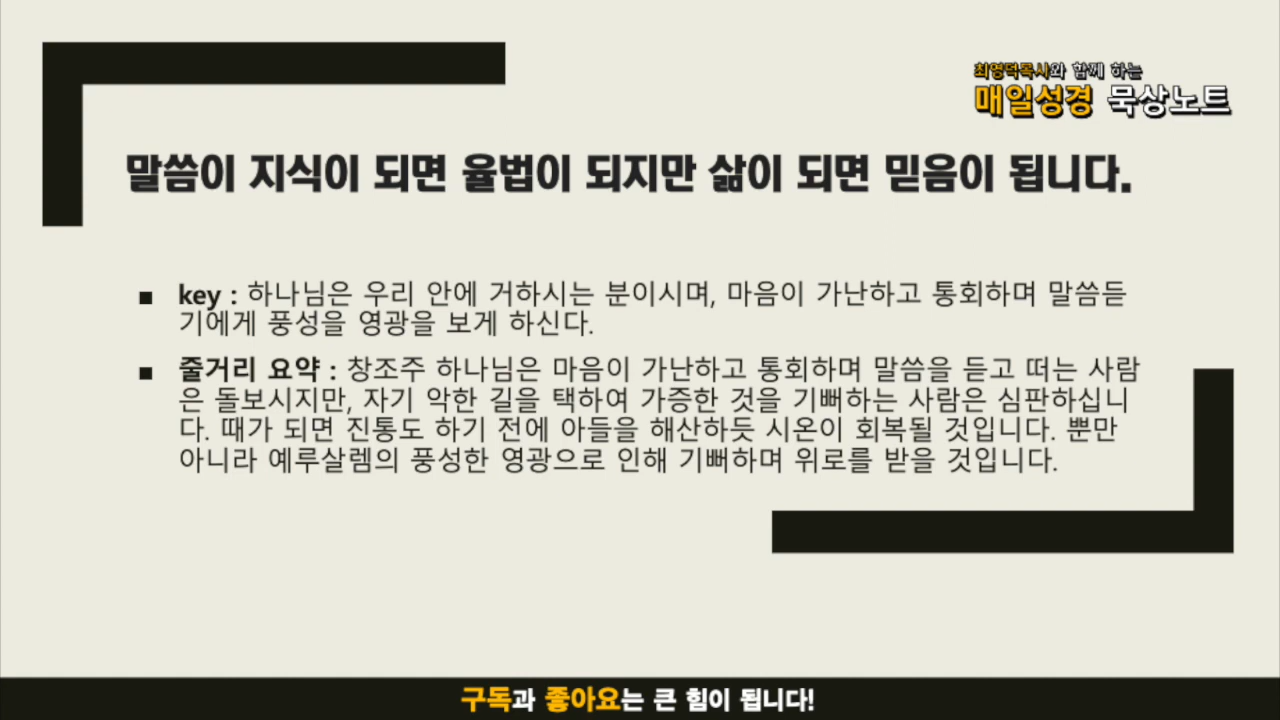 최영덕목사와 함께 하는
매일성경 묵상노트
말씀이 지식이 되면 율법이 되지만 삶이 되면 믿음이 됩니다.
■ key : 하나님은 우리 안에 거하시는 분이시며, 마음이 가난하고 통회하며 말씀듣
기에게 풍성을 영광을 보게 하신다.
■ 줄거리 요약 : 창조주 하나님은 마음이 가난하고 통회하며 말씀을 듣고 떠는 사람
은 돌보시지만, 자기 악한 길을 택하여 가증한 것을 기뻐하는 사람은 심판하십니
다. 때가 되면 진통도 하기 전에 아들을 해산하듯 시온이 회복될 것입니다. 뿐만
아니라 예루살렘의 풍성한 영광으로 인해 기뻐하며 위로를 받을 것입니다.
구독과 좋아요는 큰 힘이 됩니다!